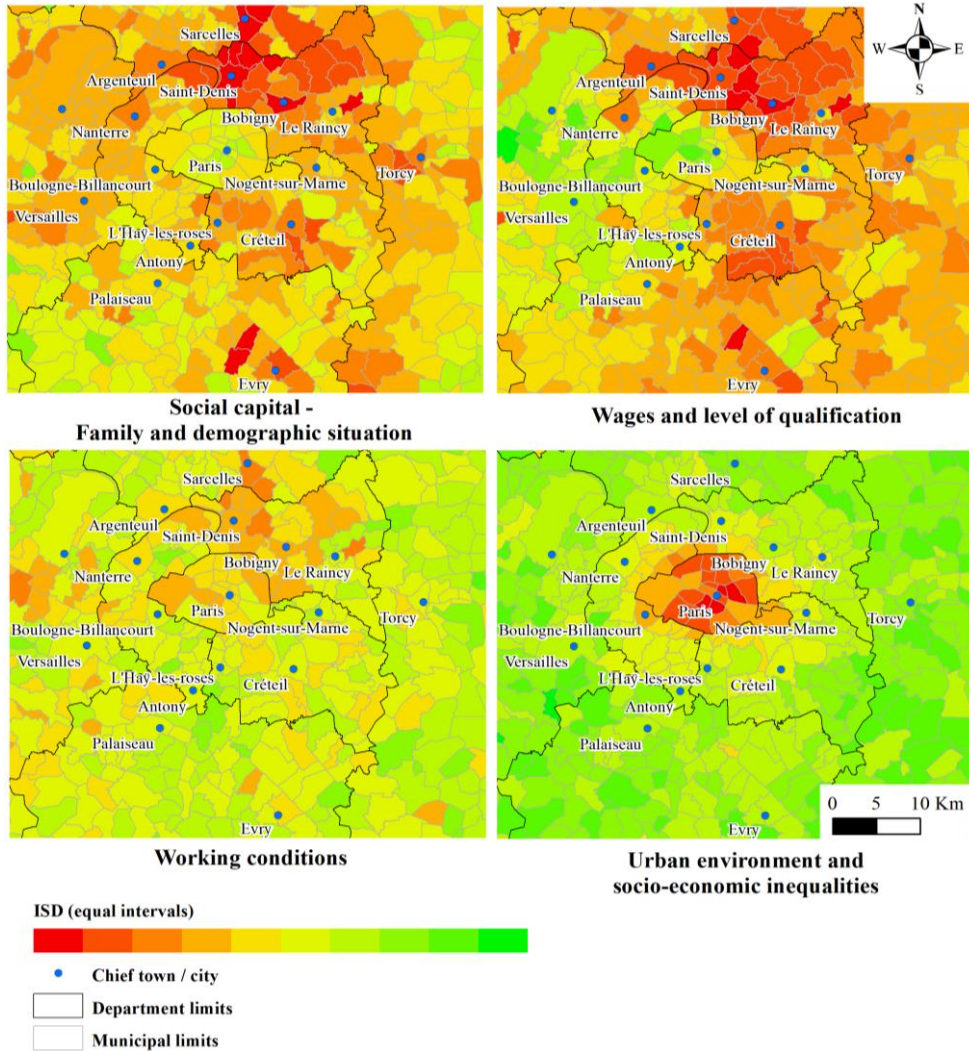 N
W E
S
Sarcelles
Argenteuil
Saint-Denis
Bobigny
Le Raincy
Nanterre
Paris
Torcy
Boulogne-Billancourt
Nogent-sur-Marne
Versailles
L'Haÿ-les-roses
Créteil
Antony
Palaiseau
Evry
Social capital -
Family and demographic situation
Sarcelles
Argenteuil
Saint-Denis
Bobigny
Le Raincy
Nanterre
Paris
Torcy
Boulogne-Billancourt
Nogent-sur-Marne
Versailles
L'Haÿ-les-roses
Créteil
Antony
Palaiseau
Evry
Wages and level of qualification
Sarcelles
Argenteuil
Saint-Denis
Bobigny
Le Raincy
Nanterre
Paris
Torcy
Boulogne-Billancourt
Nogent-sur-Marne
Versailles
L'Haÿ-les-roses
Créteil
Antony
Palaiseau
Evry
Working conditions
Sarcelles
Argenteuil
Saint-Denis
Bobigny
Le Raincy
Nanterre
Paris
Torcy
Boulogne-Billancourt
Nogent-sur-Marne
Versailles
L'Haÿ-les-roses
Créteil
Antony
Palaiseau
Evry
0 5 10 Km
Urban environment and
socio-economic inequalities
ISD (equal intervals)
Chief town / city
Department limits
Municipal limits